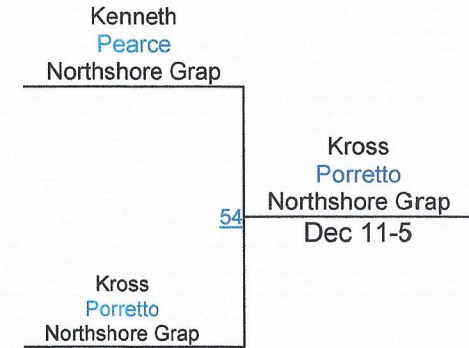 Kenneth
Pearce
Northshore Grap
Kross
Porretto
Northshore Grap
54
Dec 11-5
Kross
Porretto
Northshore Grap